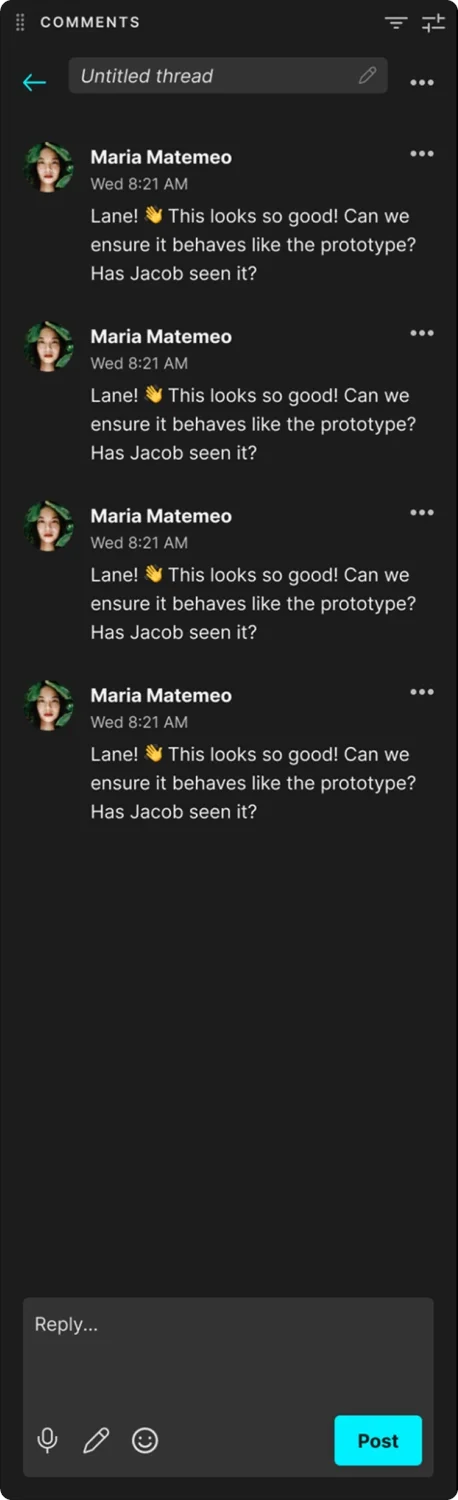 COMMENTS
Untitled thread
Maria Matemeo
Wed 8:21 AM
Lane! 👋 This looks so good! Can we
ensure it behaves like the prototype?
Has Jacob seen it?
Maria Matemeo
Wed 8:21 AM
Lane! 👋 This looks so good! Can we
ensure it behaves like the prototype?
Has Jacob seen it?
Maria Matemeo
Wed 8:21 AM
Lane! 👋 This looks so good! Can we
ensure it behaves like the prototype?
Has Jacob seen it?
Maria Matemeo
Wed 8:21 AM
Lane! 👋 This looks so good! Can we
ensure it behaves like the prototype?
Has Jacob seen it?
Reply...
Post